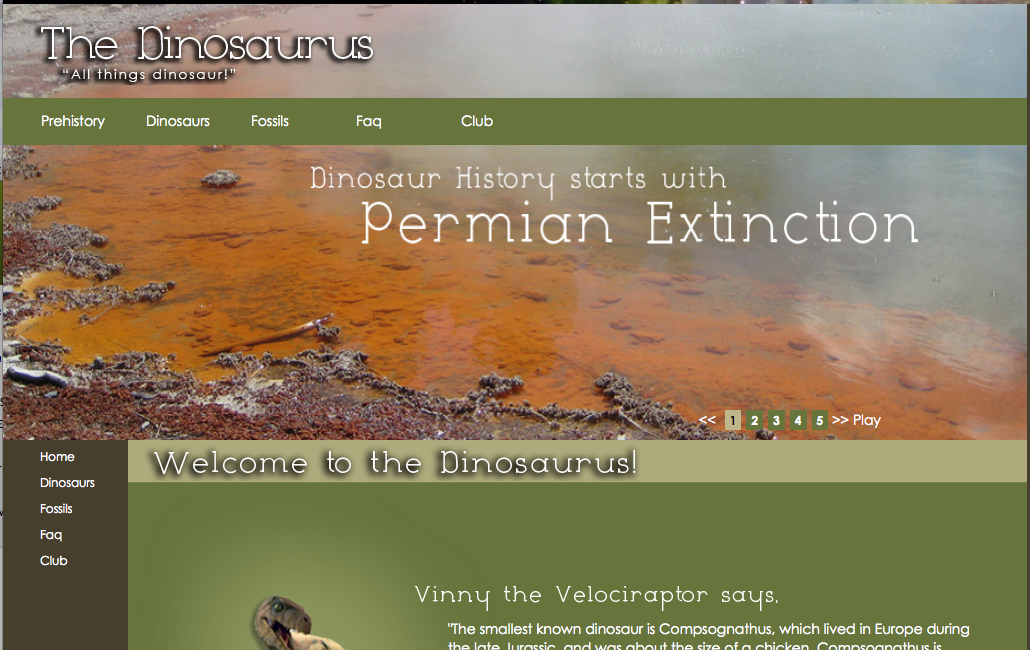 The Dinosaurus
“All things dinosaur!”
Prehistory Dinosaurs Fossils Faq Club
Dinosaur History starts with
Permian Extinction
<< 1 2 3 4 5 >> Play
Home
Welcome to the Dinosaurus!
Dinosaurs
Fossils
Faq
Club
Vinny the Velociraptor says,
"The smallest known dinosaur is Compsognathus, which lived in Europe during
the late Jurassic, and was about the size of a chicken. Compsognathus is